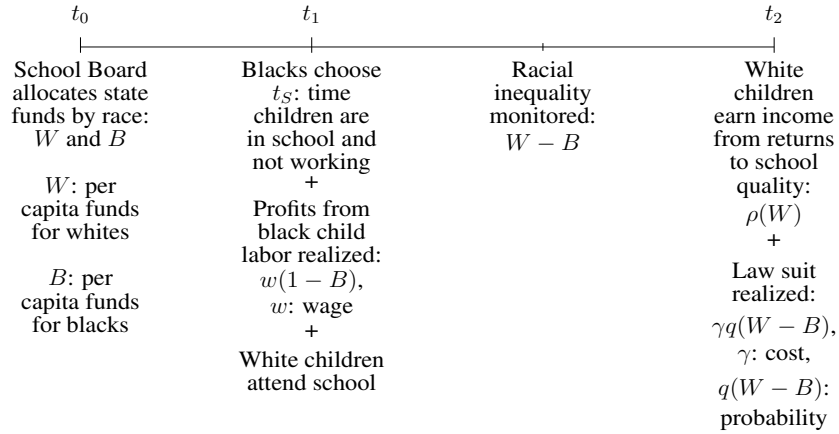 t₀
t₁
t₂
School Board
allocates state
funds by race:
W and B
W: per
capita funds
for whites
B: per
capita funds
for blacks
Blacks choose
t_S: time
children are
in school and
not working
+
Profits from
black child
labor realized:
w(1 − B),
w: wage
+
White children
attend school
Racial
inequality
monitored:
W − B
White
children
earn income
from returns
to school
quality:
ρ(W)
+
Law suit
realized:
γq(W − B),
γ: cost,
q(W − B):
probability